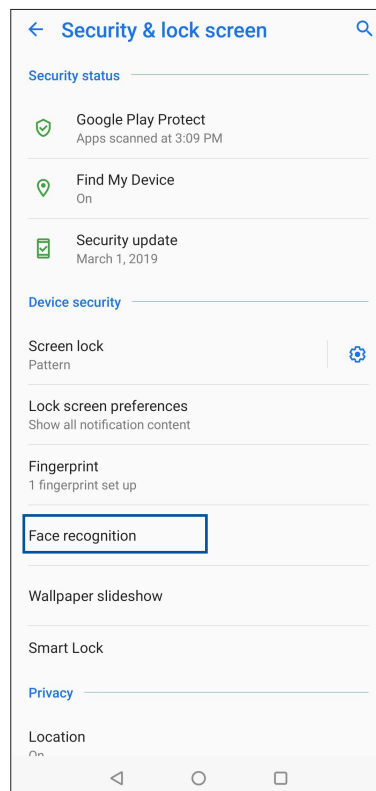 Security & lock screen
Security status
Google Play Protect
Apps scanned at 3:09 PM
Find My Device
On
Security update
March 1, 2019
Device security
Screen lock
Pattern
Lock screen preferences
Show all notification content
Fingerprint
1 fingerprint set up
Face recognition
Wallpaper slideshow
Smart Lock
Privacy
Location
On